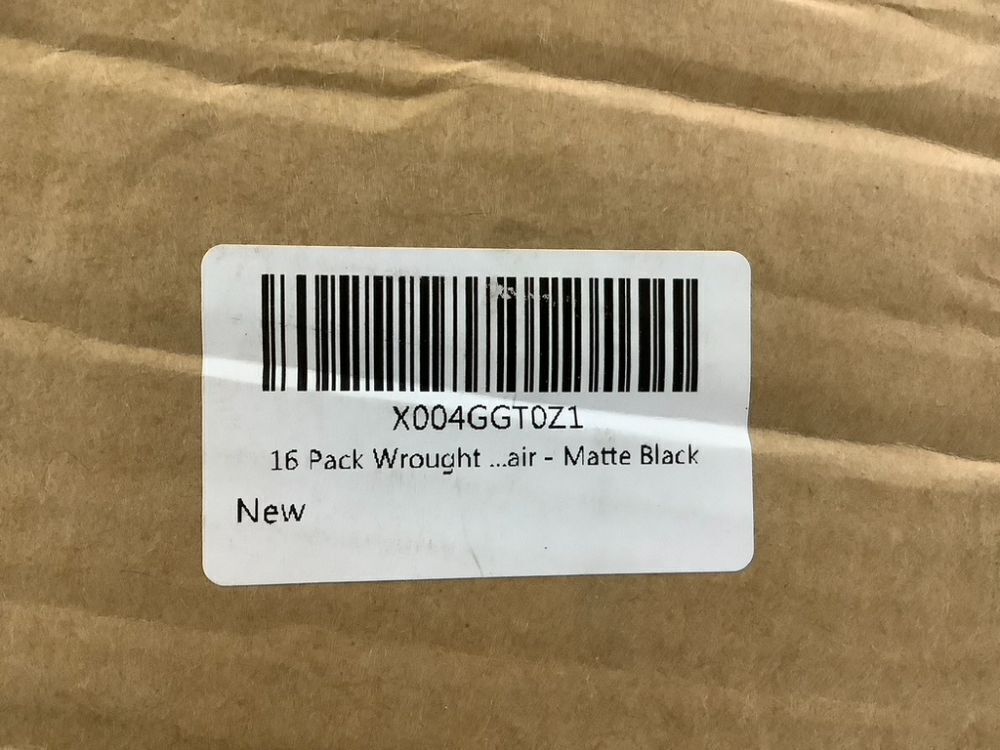 X004GGT0Z1
16 Pack Wrought ...air - Matte Black
New